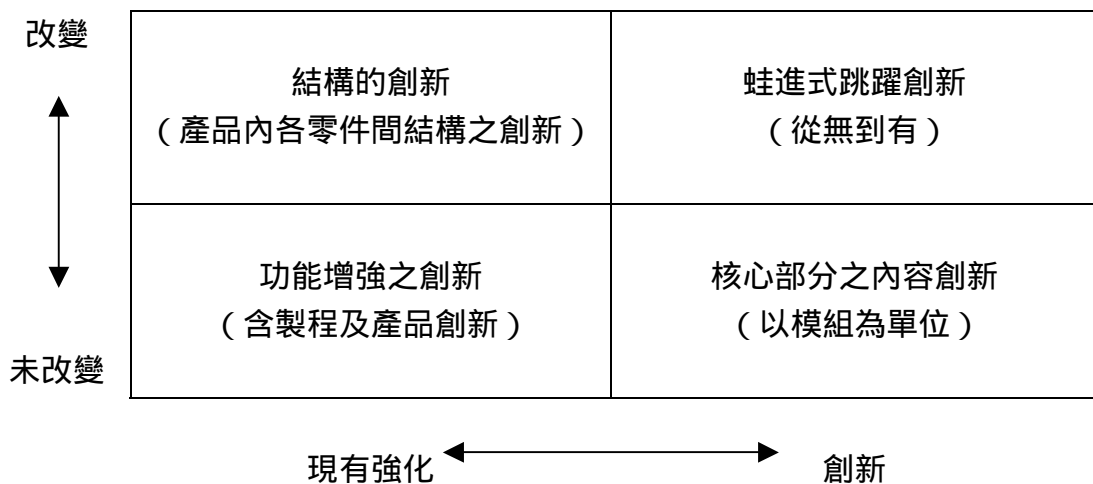 改變
結構的創新
（產品內各零件間結構之創新）
蛙進式跳躍創新
（從無到有）
功能增強之創新
（含製程及產品創新）
核心部分之內容創新
（以模組為單位）
未改變
現有強化
創新